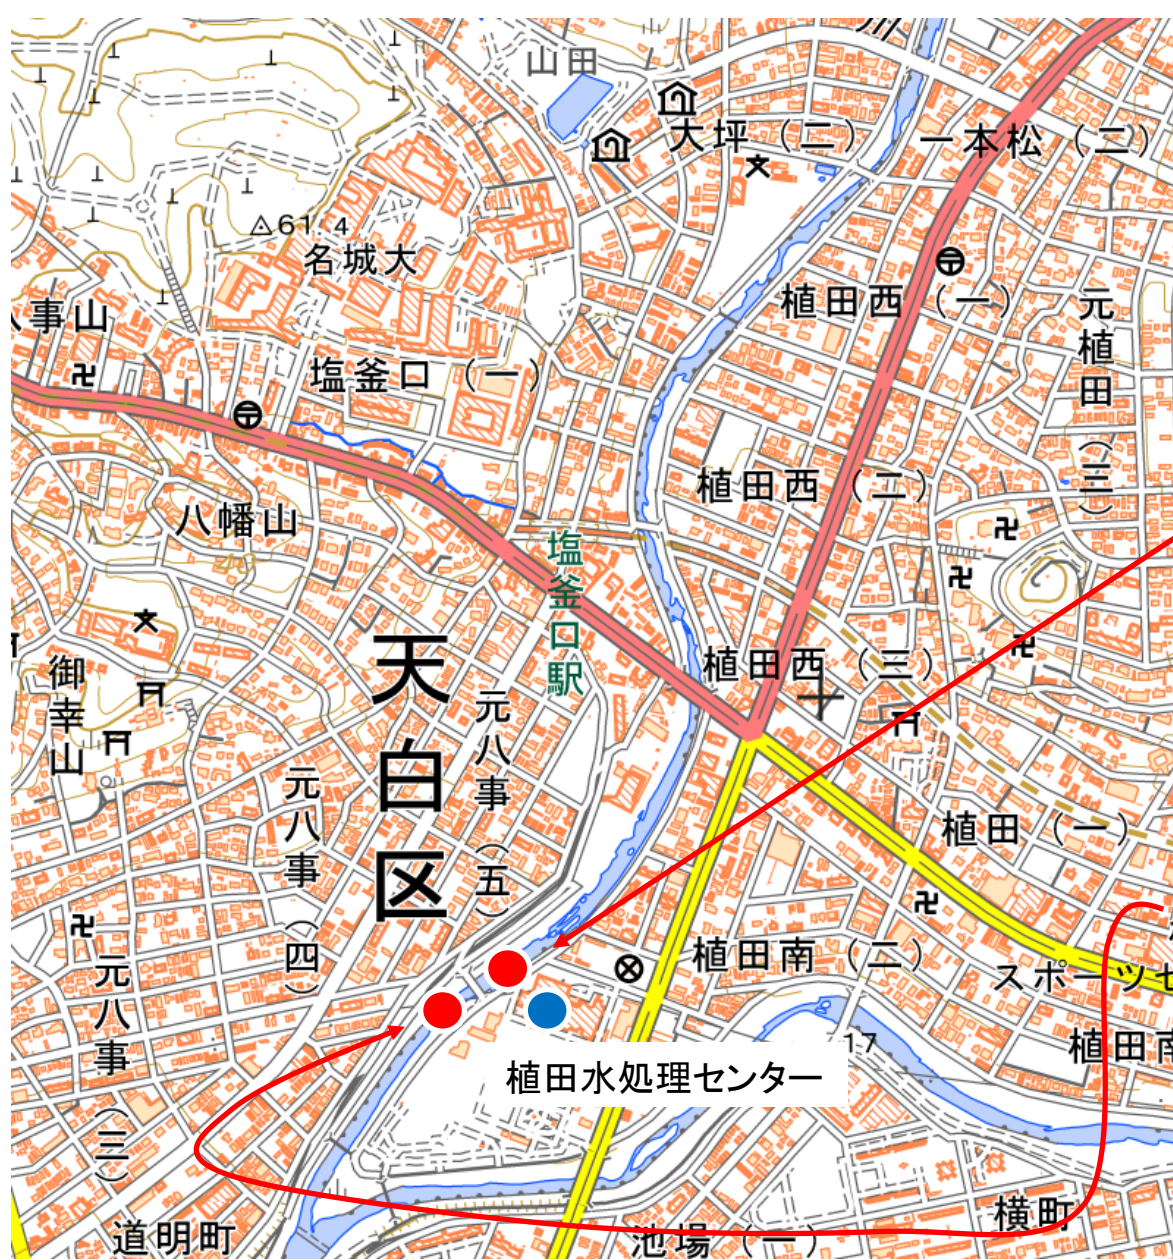 山田
大坪（二）
一本松（二）
61.4
名城大
植田西（一）
元植田（三）
八事山
塩釜口（一）
植田西（二）
八幡山
塩釜口駅
天白区
植田西（三）
御幸山
元八事（五）
元八事（四）
植田（一）
植田南（二）
スポーツセ
元八事（三）
17
植田南
植田水処理センター
横町
道明町
池場（一）